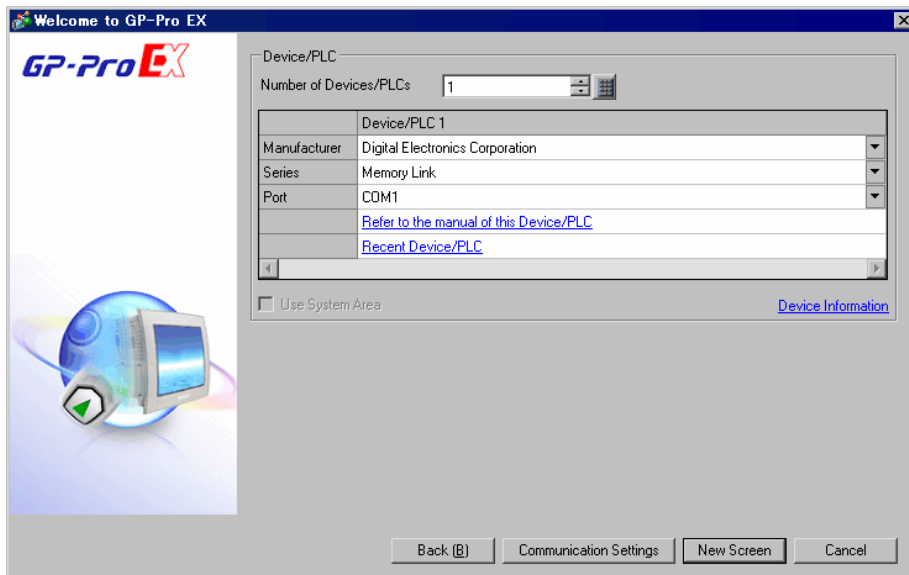 Welcome to GP-Pro EX
GP-Pro EX
Device/PLC
Number of Devices/PLCs 1
Device/PLC 1
Manufacturer Digital Electronics Corporation
Series Memory Link
Port COM1
Refer to the manual of this Device/PLC
Recent Device/PLC
Use System Area Device Information
Back (B) Communication Settings New Screen Cancel